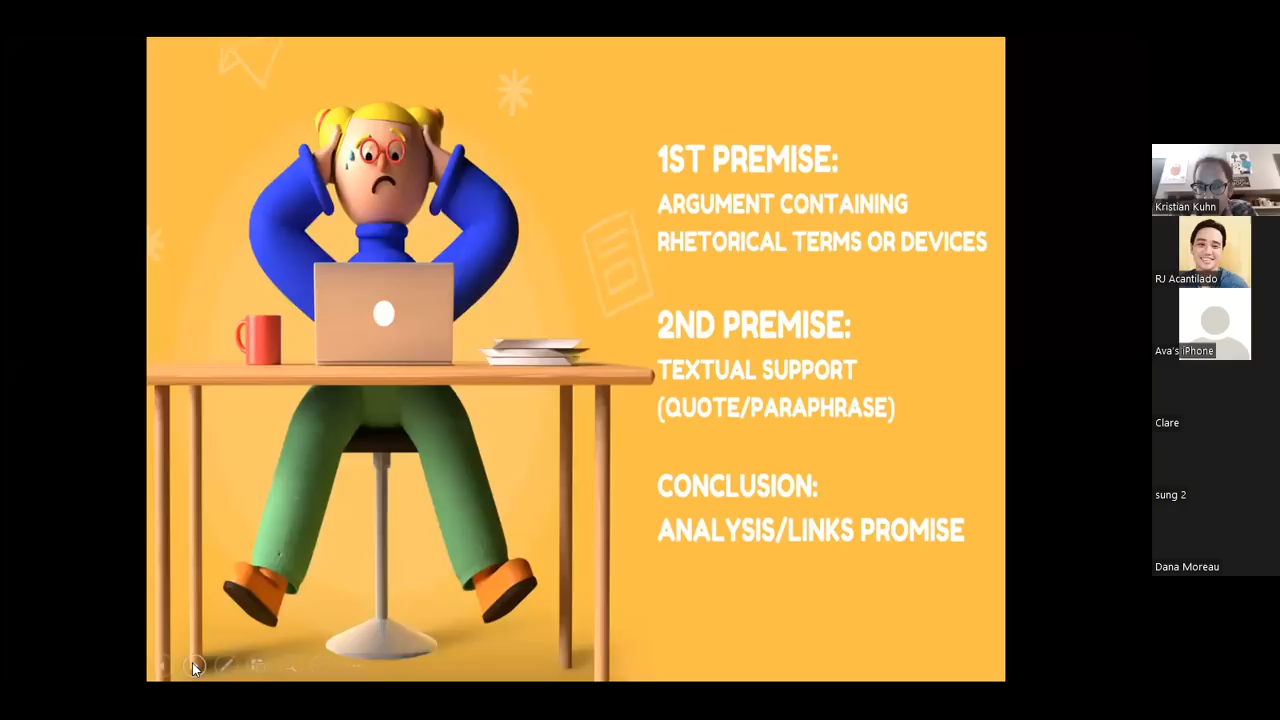 1ST PREMISE:
ARGUMENT CONTAINING
RHETORICAL TERMS OR DEVICES
2ND PREMISE:
TEXTUAL SUPPORT
(QUOTE/PARAPHRASE)
CONCLUSION:
ANALYSIS/LINKS PROMISE
Kristian Kuhn
RJ Acantilado
Ava's iPhone
Clare
sung 2
Dana Moreau